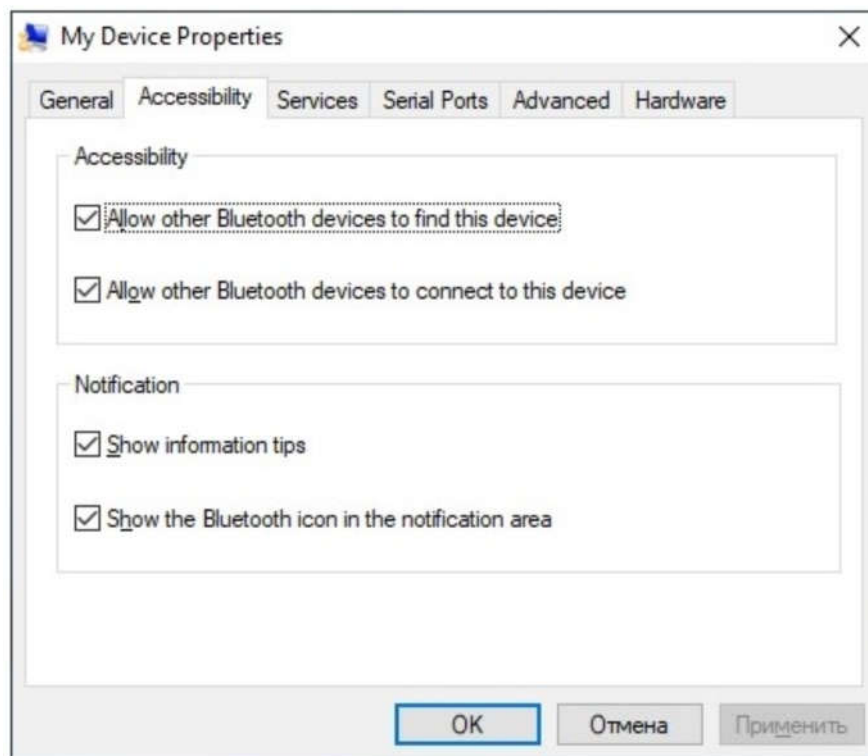 My Device Properties
General Accessibility Services Serial Ports Advanced Hardware
Accessibility
Allow other Bluetooth devices to find this device
Allow other Bluetooth devices to connect to this device
Notification
Show information tips
Show the Bluetooth icon in the notification area
OK Отмена Применить